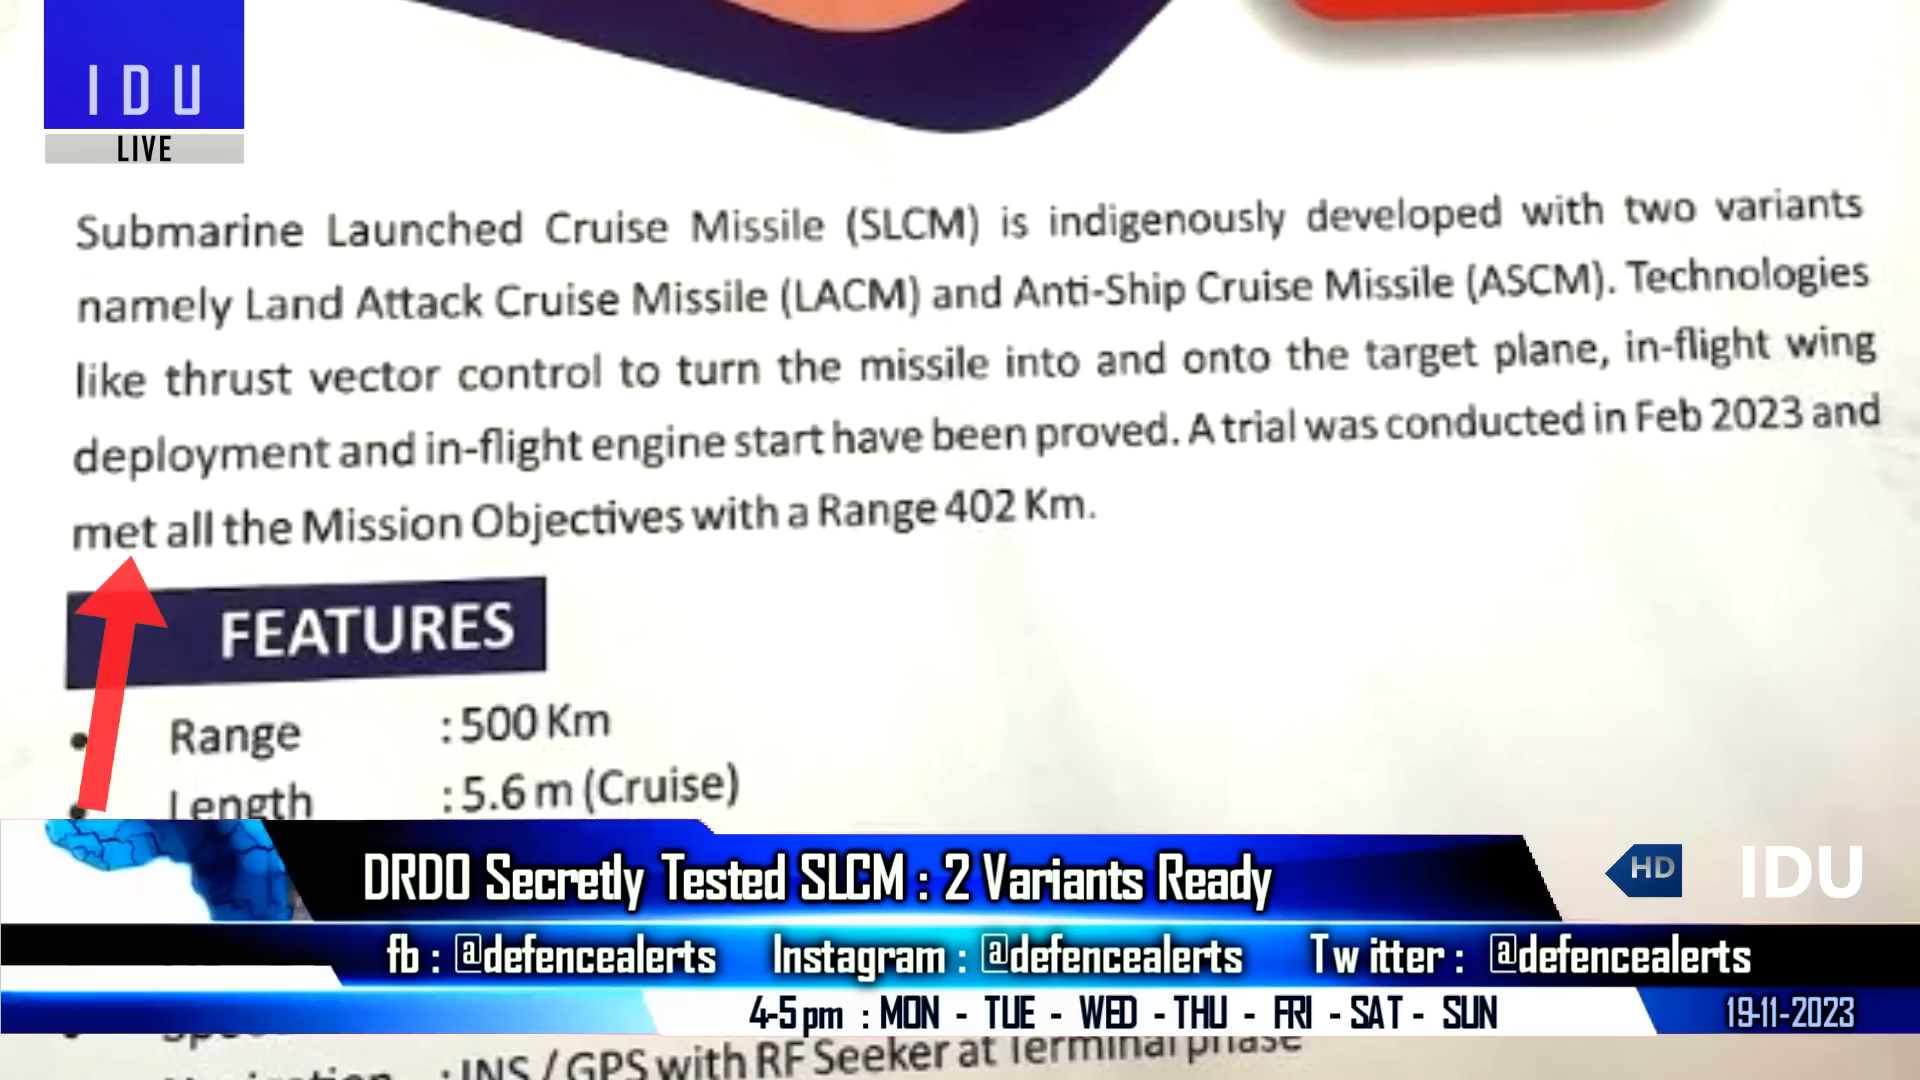 IDU
LIVE
Submarine Launched Cruise Missile (SLCM) is indigenously developed with two variants
namely Land Attack Cruise Missile (LACM) and Anti-Ship Cruise Missile (ASCM). Technologies
like thrust vector control to turn the missile into and onto the target plane, in-flight wing
deployment and in-flight engine start have been proved. A trial was conducted in Feb 2023 and
met all the Mission Objectives with a Range 402 Km.
FEATURES
• Range : 500 Km
• Length : 5.6 m (Cruise)
DRDO Secretly Tested SLCM : 2 Variants Ready
HD IDU
fb : @defencealerts Instagram : @defencealerts Twitter : @defencealerts
4-5pm : MON - TUE - WED - THU - FRI - SAT - SUN
19-11-2023
: INS / GPS with RF Seeker at Terminal phase